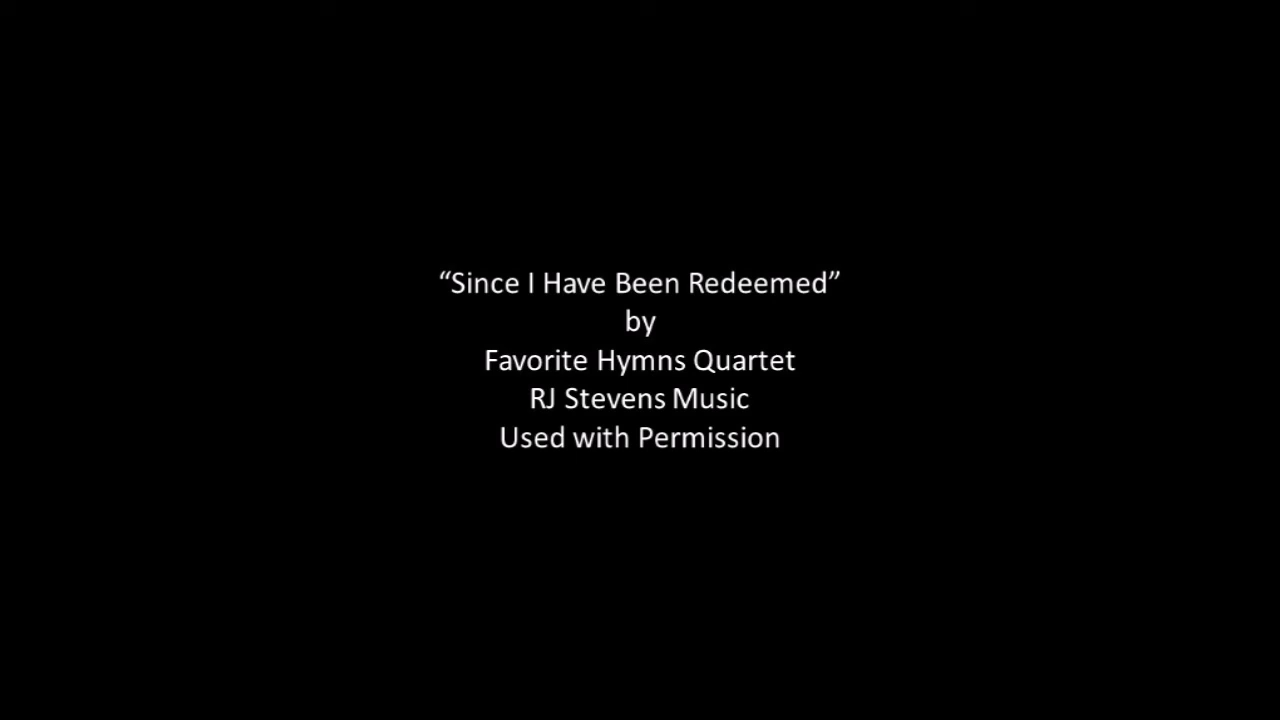 “Since I Have Been Redeemed”
by
Favorite Hymns Quartet
RJ Stevens Music
Used with Permission